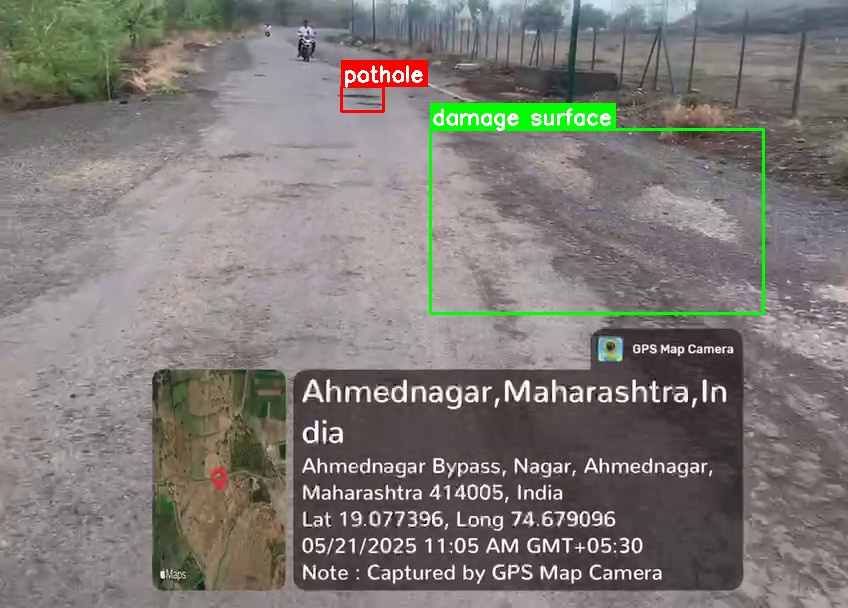 pothole
damage surface
GPS Map Camera
Ahmednagar,Maharashtra,In
dia
Ahmednagar Bypass, Nagar, Ahmednagar,
Maharashtra 414005, India
Lat 19.077396, Long 74.679096
05/21/2025 11:05 AM GMT+05:30
Note : Captured by GPS Map Camera
Maps